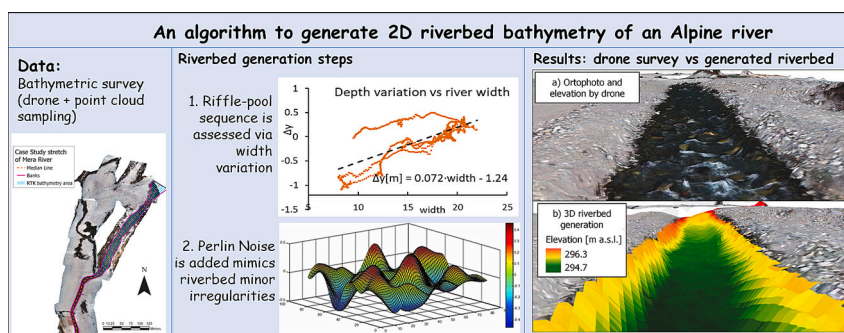 An algorithm to generate 2D riverbed bathymetry of an Alpine river
Data:
Bathymetric survey
(drone + point cloud
sampling)
Case Study stretch
of Mera River
Median Line
Banks
RTK bathymetry area
N
Riverbed generation steps
1. Riffle-pool
sequence is
assessed via
width
variation
Depth variation vs river width
1
0.5
0
-0.5
-1
-1.5
Δy
Δy[m] = 0.072·width - 1.24
5 10 15 20 25
width
2. Perlin Noise
is added mimics
riverbed minor
irregularities
Results: drone survey vs generated riverbed
a) Ortophoto and
elevation by drone
b) 3D riverbed
generation
Elevation [m a.s.l.]
296.3
294.7